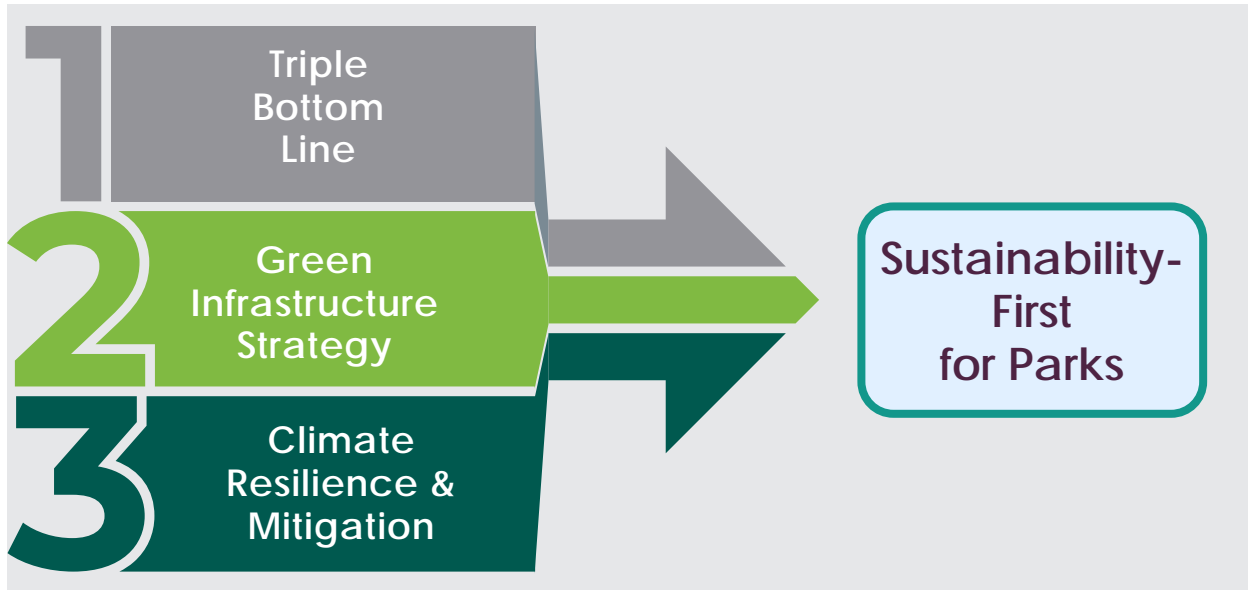 1
Triple
Bottom
Line
2
Green
Infrastructure
Strategy
3
Climate
Resilience &
Mitigation
Sustainability-
First
for Parks